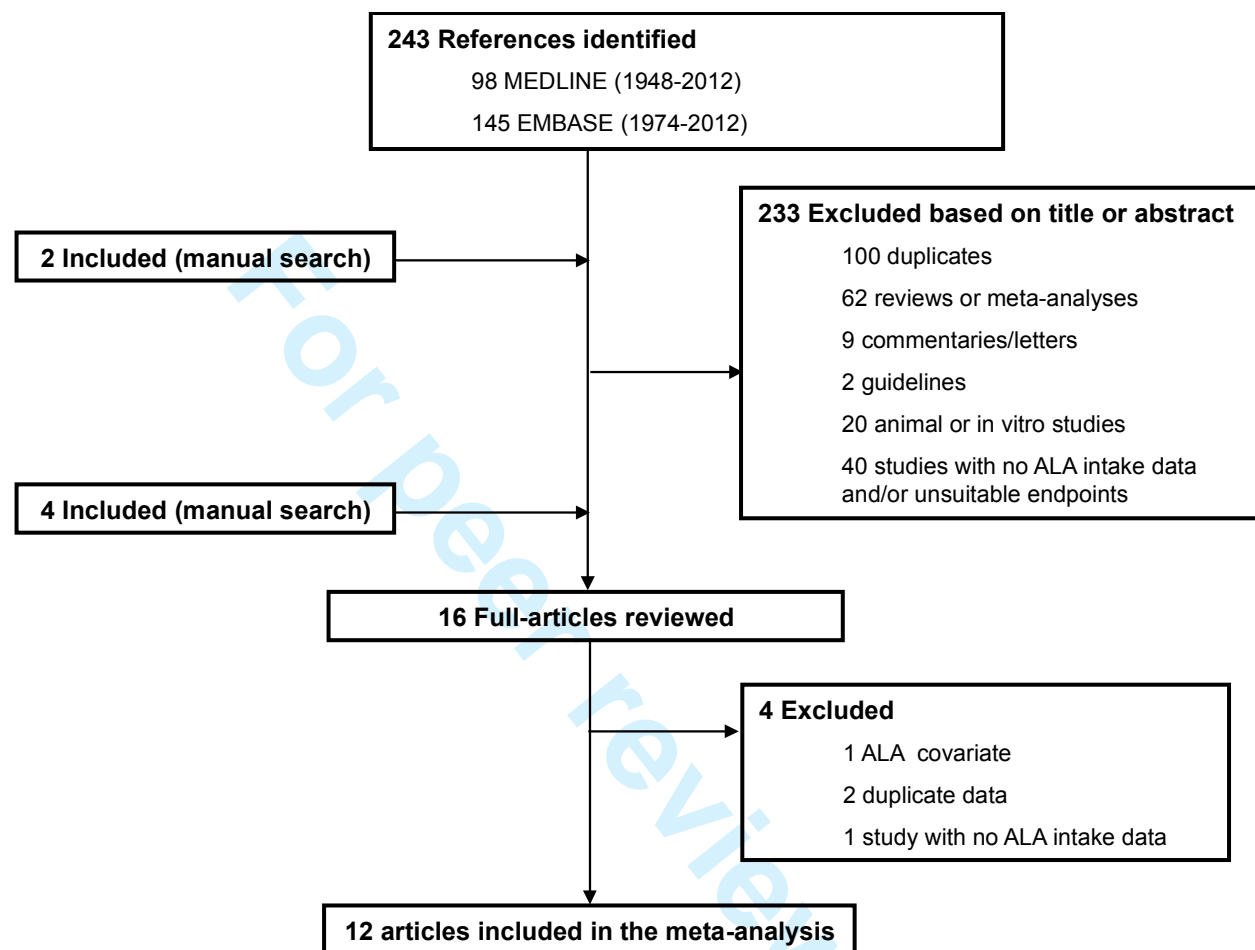 243 References identified
98 MEDLINE (1948-2012)
145 EMBASE (1974-2012)
2 Included (manual search)
233 Excluded based on title or abstract
100 duplicates
62 reviews or meta-analyses
9 commentaries/letters
2 guidelines
20 animal or in vitro studies
40 studies with no ALA intake data
and/or unsuitable endpoints
4 Included (manual search)
16 Full-articles reviewed
4 Excluded
1 ALA covariate
2 duplicate data
1 study with no ALA intake data
12 articles included in the meta-analysis
For peer review